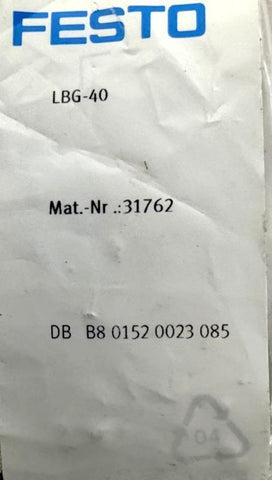 FESTO
LBG-40
Mat.-Nr .:31762
DB B8 0152 0023 085
04